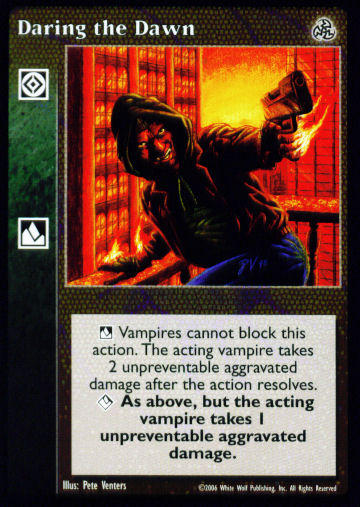 Daring the Dawn
Vampires cannot block this
action. The acting vampire takes
2 unpreventable aggravated
damage after the action resolves.
As above, but the acting
vampire takes 1
unpreventable aggravated
damage.
Illus: Pete Venters
©2006 White Wolf Publishing, Inc. All Rights Reserved